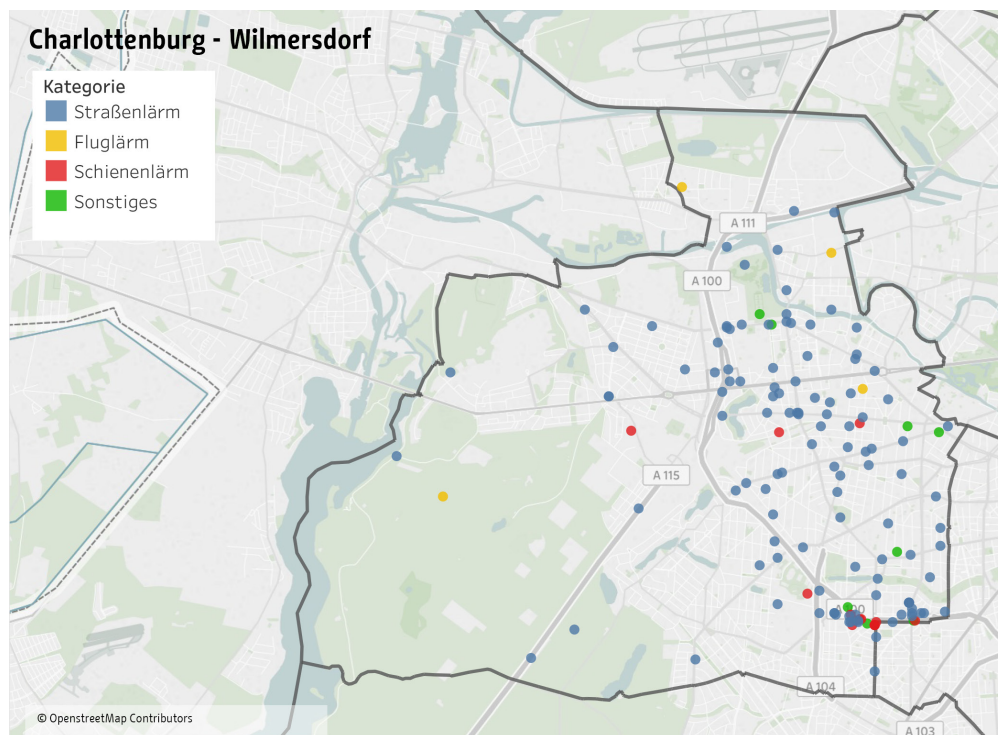 Charlottenburg - Wilmersdorf
Kategorie
Straßenlärm
Fluglärm
Schienenlärm
Sonstiges
A 111
A 100
A 115
A 104
A 103
© OpenstreetMap Contributors